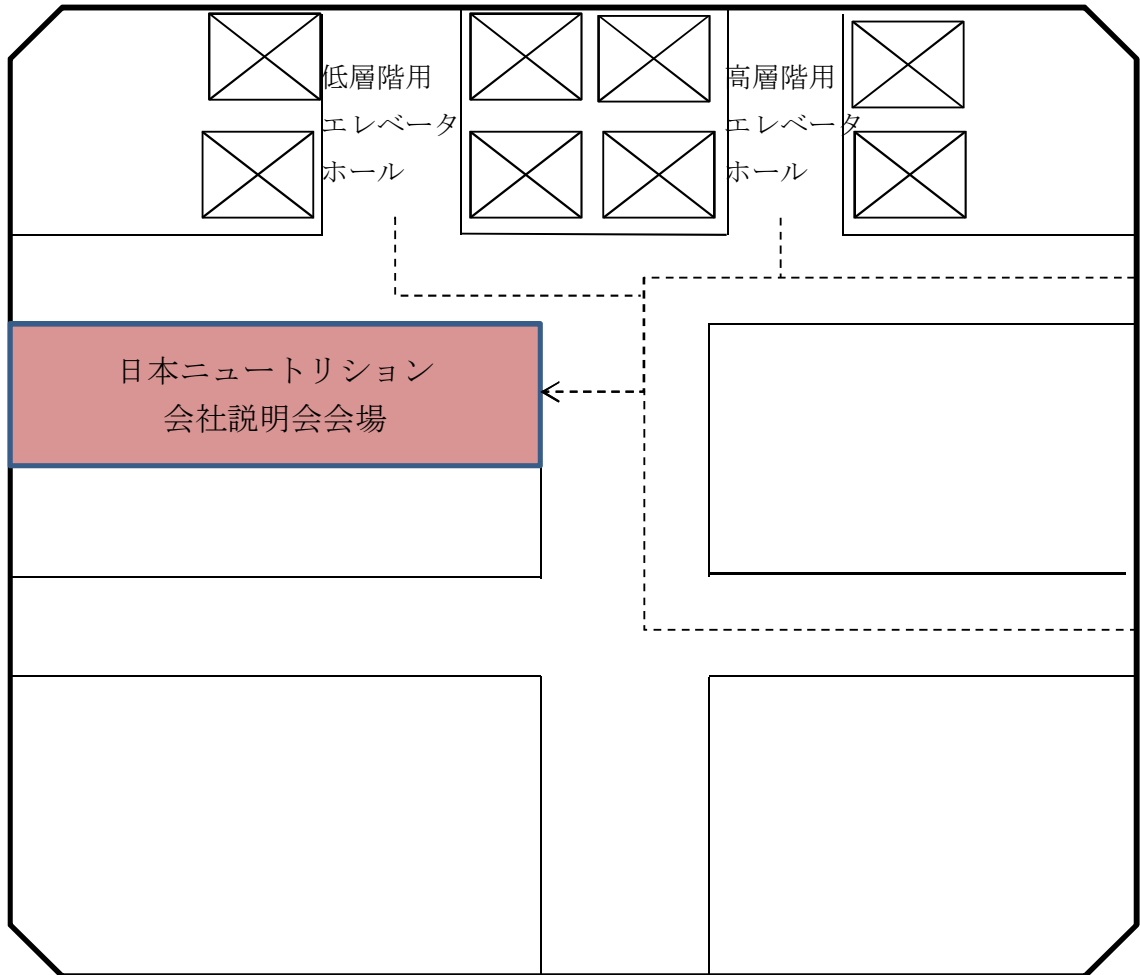 低層階用
エレベータ
ホール
高層階用
エレベータ
ホール
日本ニュートリション
会社説明会会場